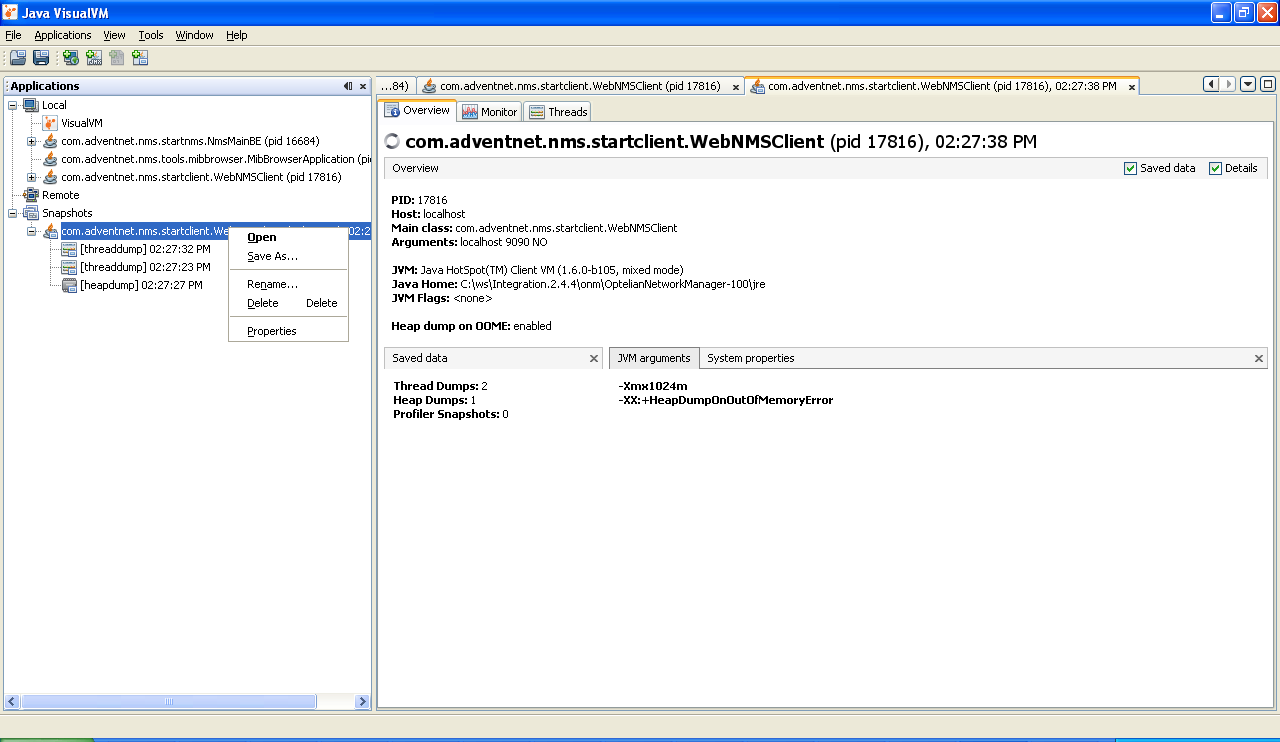 Java VisualVM
File Applications View Tools Window Help
Applications
Local
VisualVM
com.adventnet.nms.startnms.NmsMainBE (pid 16684)
com.adventnet.nms.tools.mibbrowser.MibBrowserApplication (pi
com.adventnet.nms.startclient.WebNMSClient (pid 17816)
Remote
Snapshots
com.adventnet.nms.startclient.We 02:2
[threaddump] 02:27:32 PM
[threaddump] 02:27:23 PM
[heapdump] 02:27:27 PM
Open
Save As...
Rename...
Delete Delete
Properties
...84) com.adventnet.nms.startclient.WebNMSClient (pid 17816) com.adventnet.nms.startclient.WebNMSClient (pid 17816), 02:27:38 PM
Overview Monitor Threads
com.adventnet.nms.startclient.WebNMSClient (pid 17816), 02:27:38 PM
Overview Saved data Details
PID: 17816
Host: localhost
Main class: com.adventnet.nms.startclient.WebNMSClient
Arguments: localhost 9090 NO
JVM: Java HotSpot(TM) Client VM (1.6.0-b105, mixed mode)
Java Home: C:\ws\Integration.2.4.4\onm\OptelianNetworkManager-100\jre
JVM Flags: <none>
Heap dump on OOME: enabled
Saved data JVM arguments System properties
Thread Dumps: 2
Heap Dumps: 1
Profiler Snapshots: 0
-Xmx1024m
-XX:+HeapDumpOnOutOfMemoryError